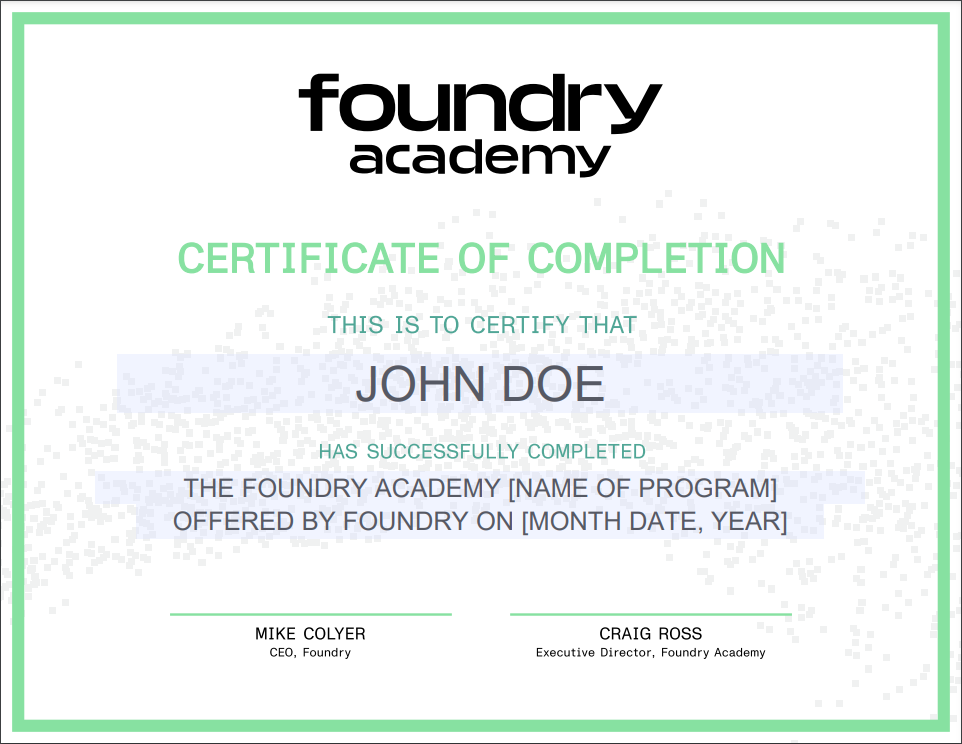 foundry
academy
CERTIFICATE OF COMPLETION
THIS IS TO CERTIFY THAT
JOHN DOE
HAS SUCCESSFULLY COMPLETED
THE FOUNDRY ACADEMY [NAME OF PROGRAM]
OFFERED BY FOUNDRY ON [MONTH DATE, YEAR]
MIKE COLYER
CEO, Foundry
CRAIG ROSS
Executive Director, Foundry Academy